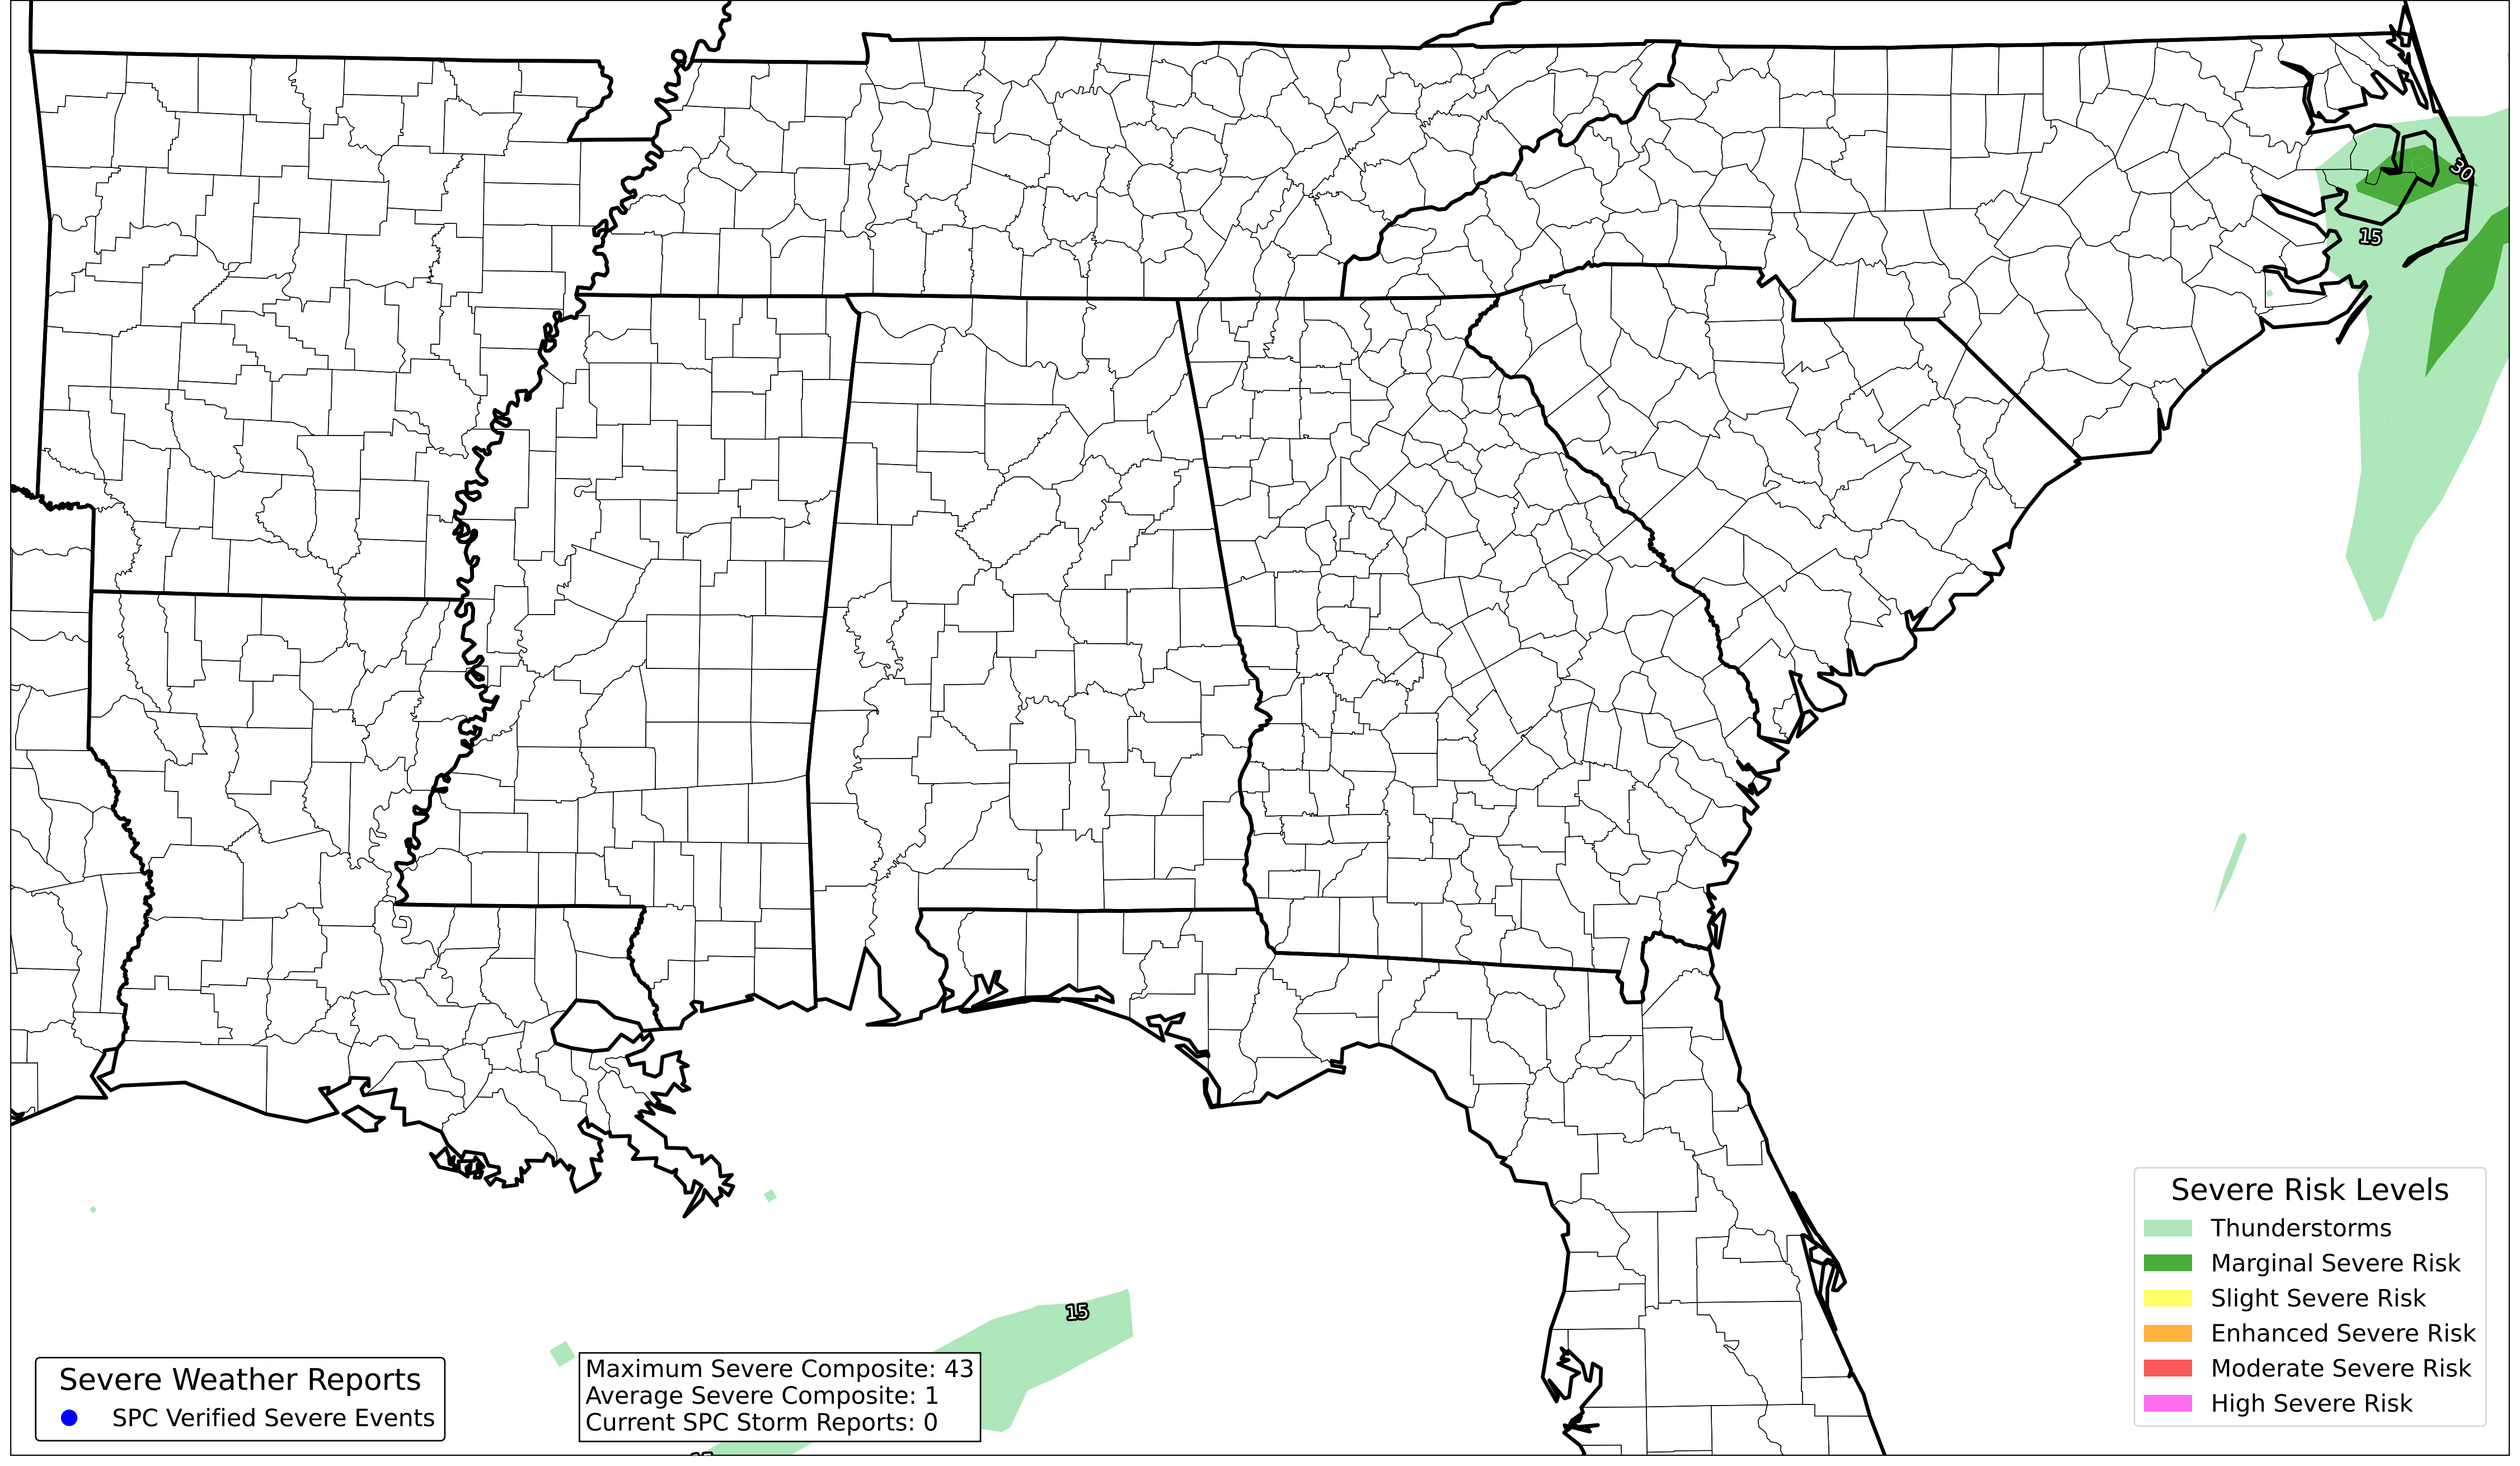 30
15
15
Severe Risk Levels
Thunderstorms
Marginal Severe Risk
Slight Severe Risk
Enhanced Severe Risk
Moderate Severe Risk
High Severe Risk
Severe Weather Reports
SPC Verified Severe Events
Maximum Severe Composite: 43
Average Severe Composite: 1
Current SPC Storm Reports: 0